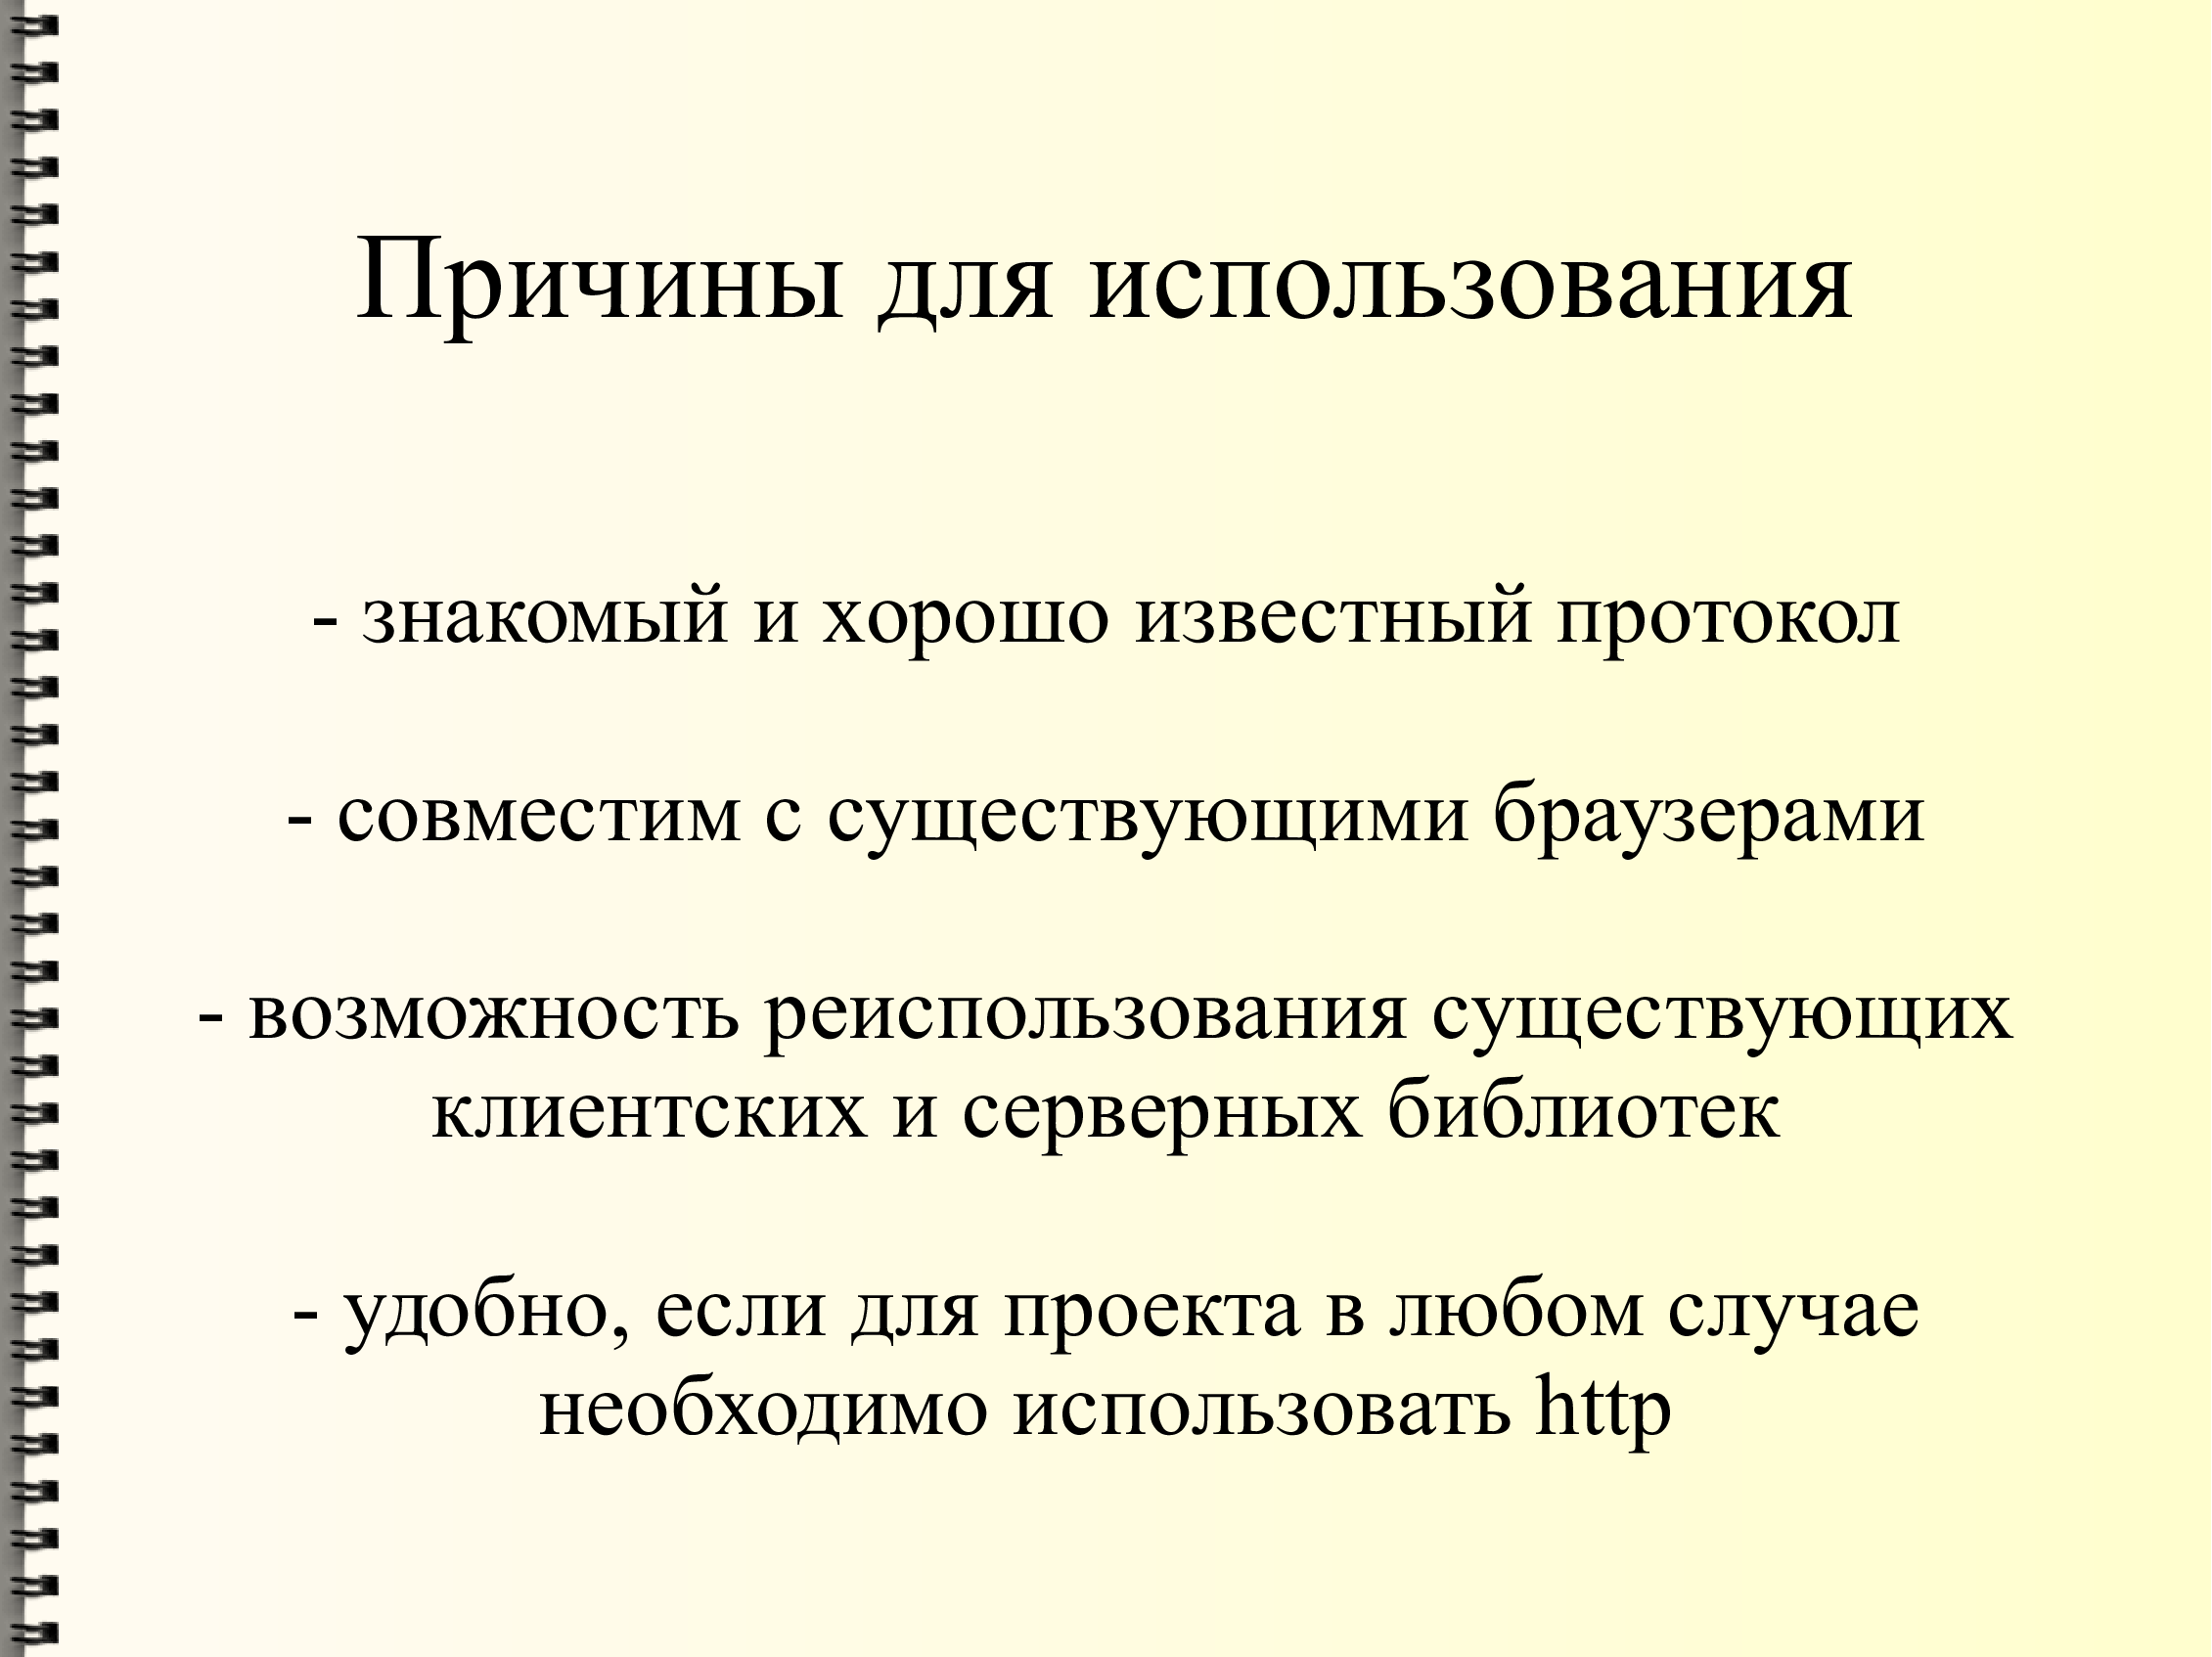 Причины для использования
- знакомый и хорошо известный протокол
- совместим с существующими браузерами
- возможность реиспользования существующих
клиентских и серверных библиотек
- удобно, если для проекта в любом случае
необходимо использовать http